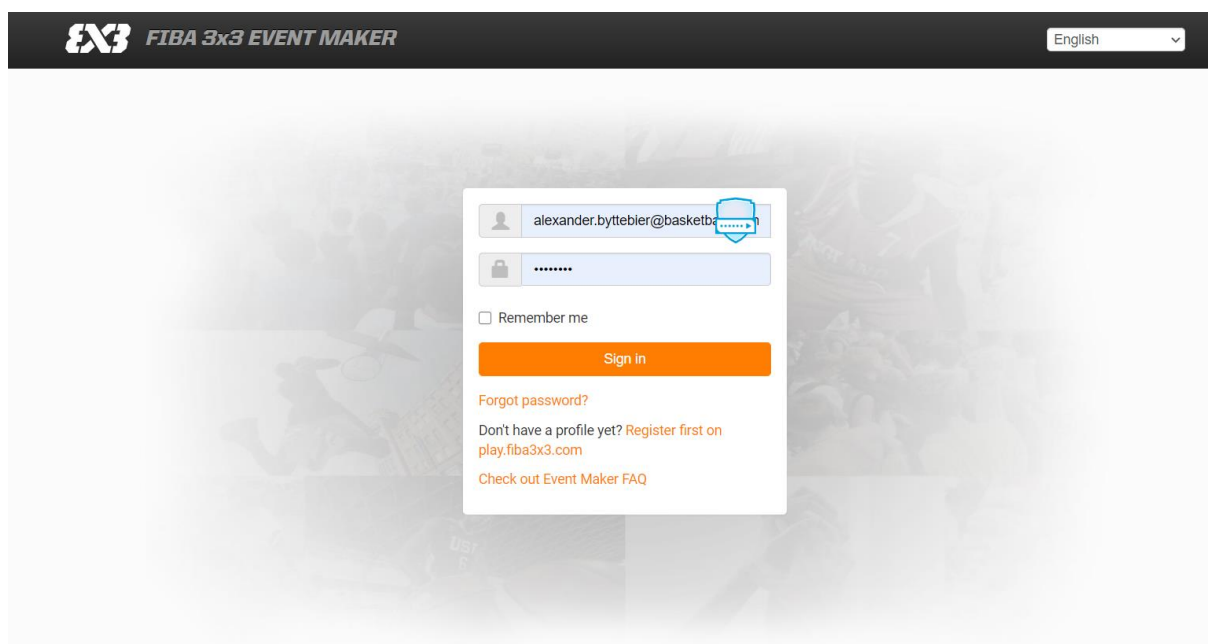 3X3 FIBA 3x3 EVENT MAKER
English
alexander.byttebier@basketba
Remember me
Sign in
Forgot password?
Don't have a profile yet? Register first on
play.fiba3x3.com
Check out Event Maker FAQ